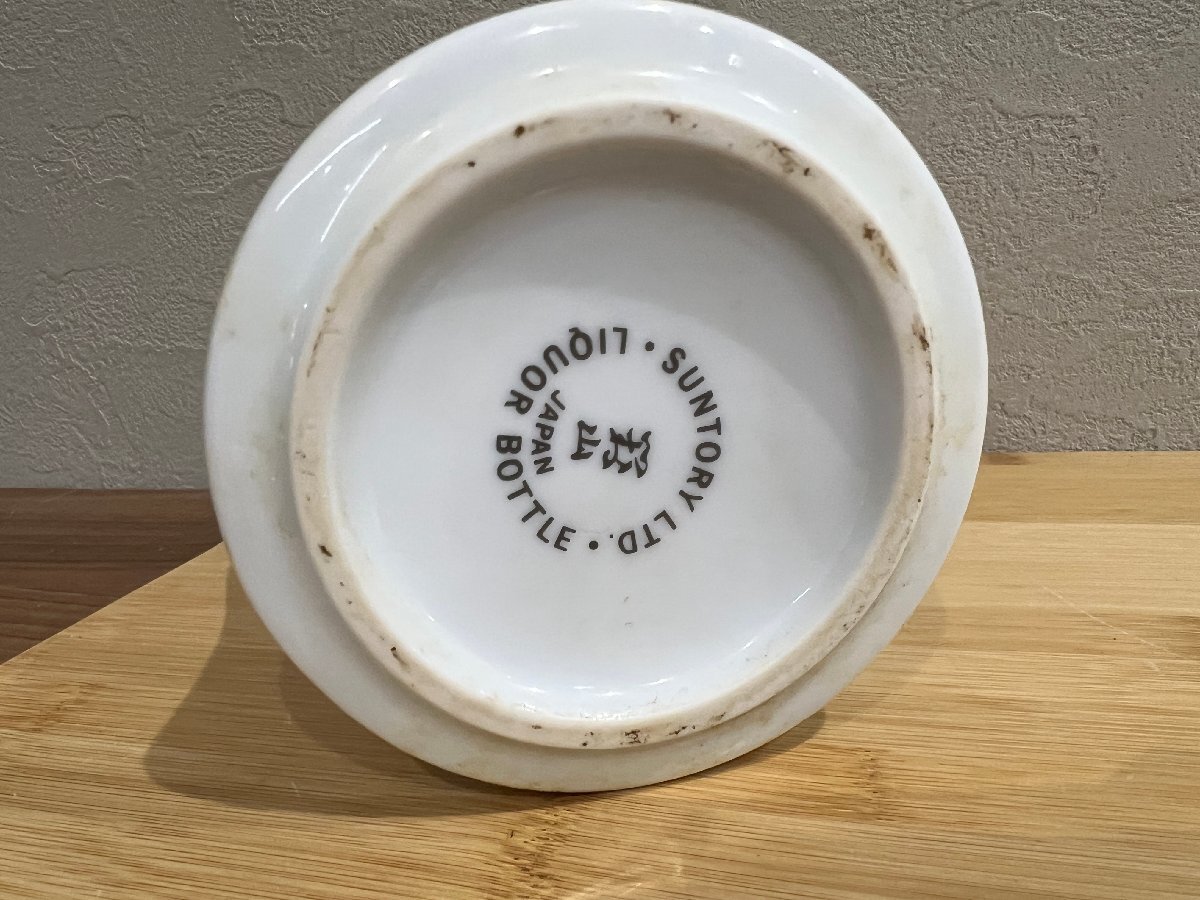 SUNTORY LTD. • LIQUOR BOTTLE •
JAPAN